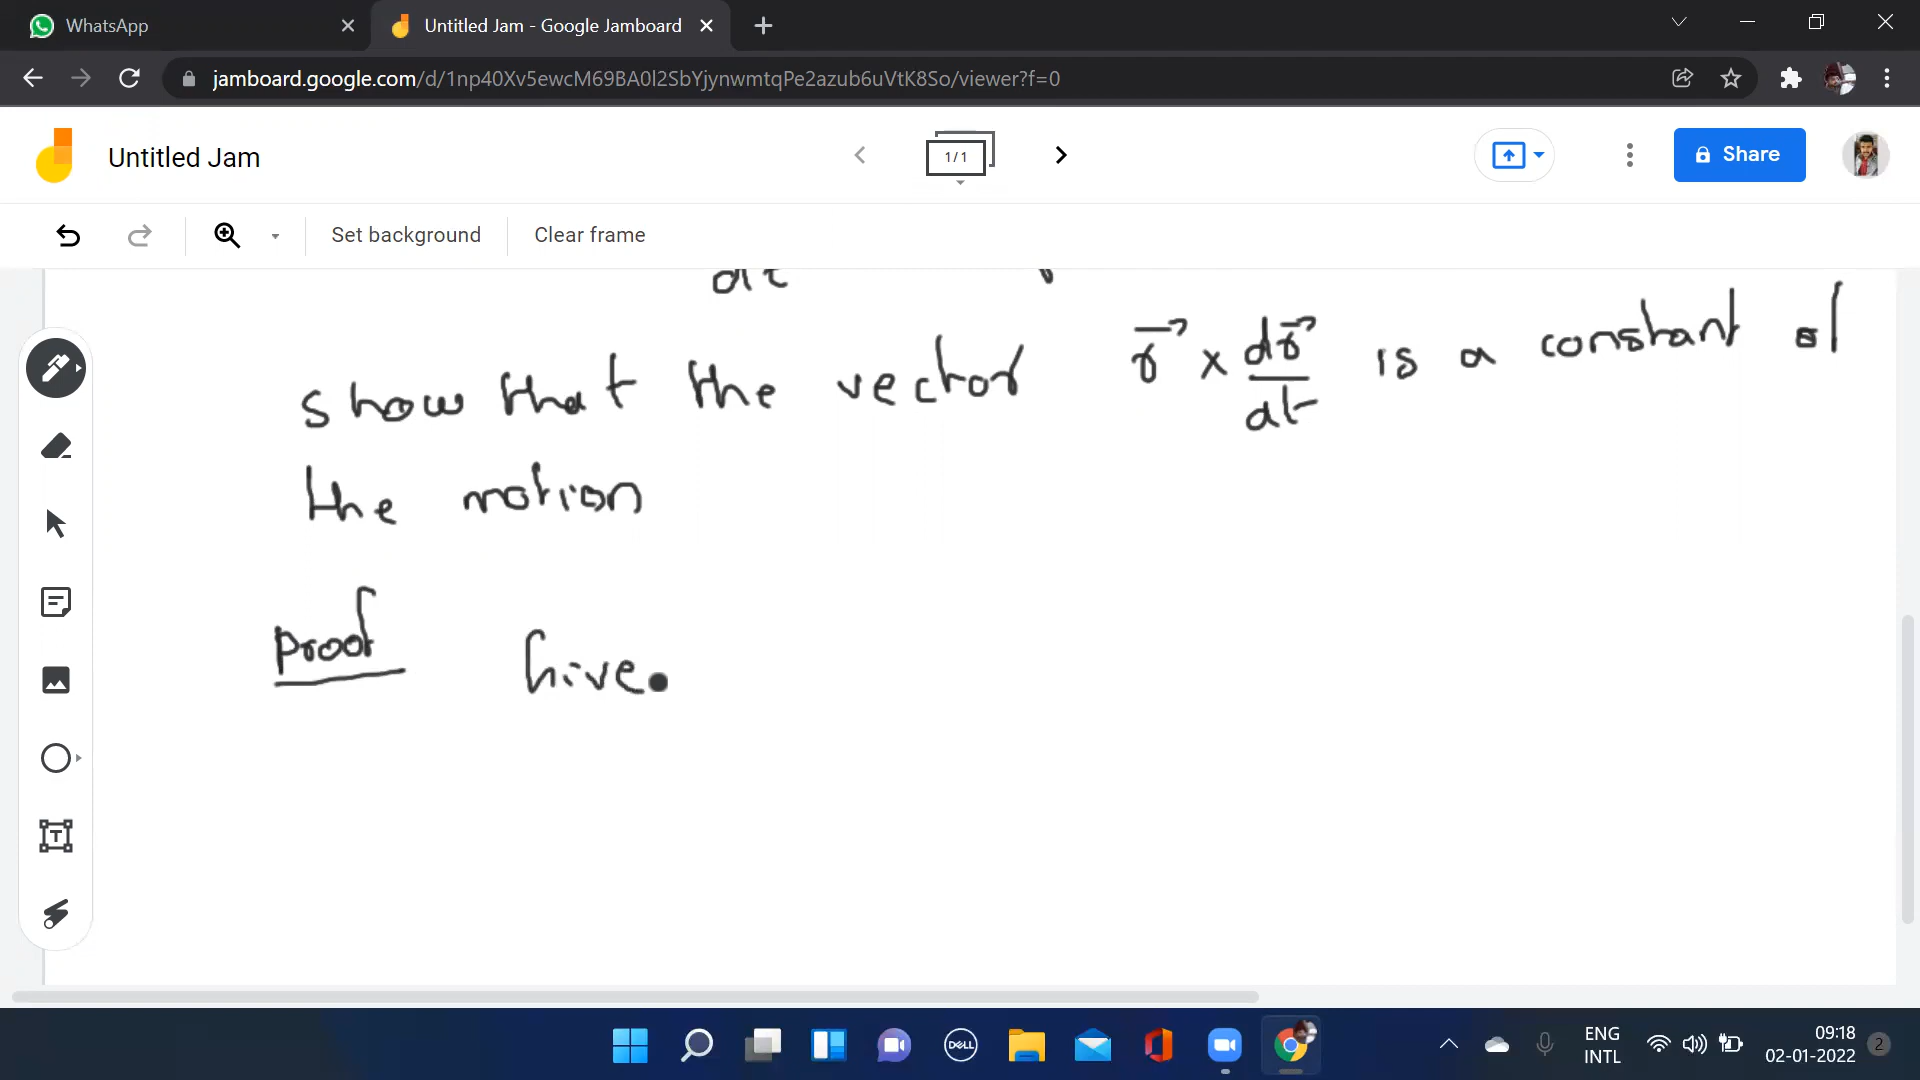 WhatsApp
Untitled Jam - Google Jamboard
jamboard.google.com/d/1np40Xv5ewcM69BA0l2SbYjynwmtqPe2azub6uVtK8So/viewer?f=0
Untitled Jam
1/1
Share
Set background
Clear frame
show that the vector r⃗ × dr⃗/dt is a constant of
the motion
Proof Give
DELL
ENG
INTL
09:18
02-01-2022
2